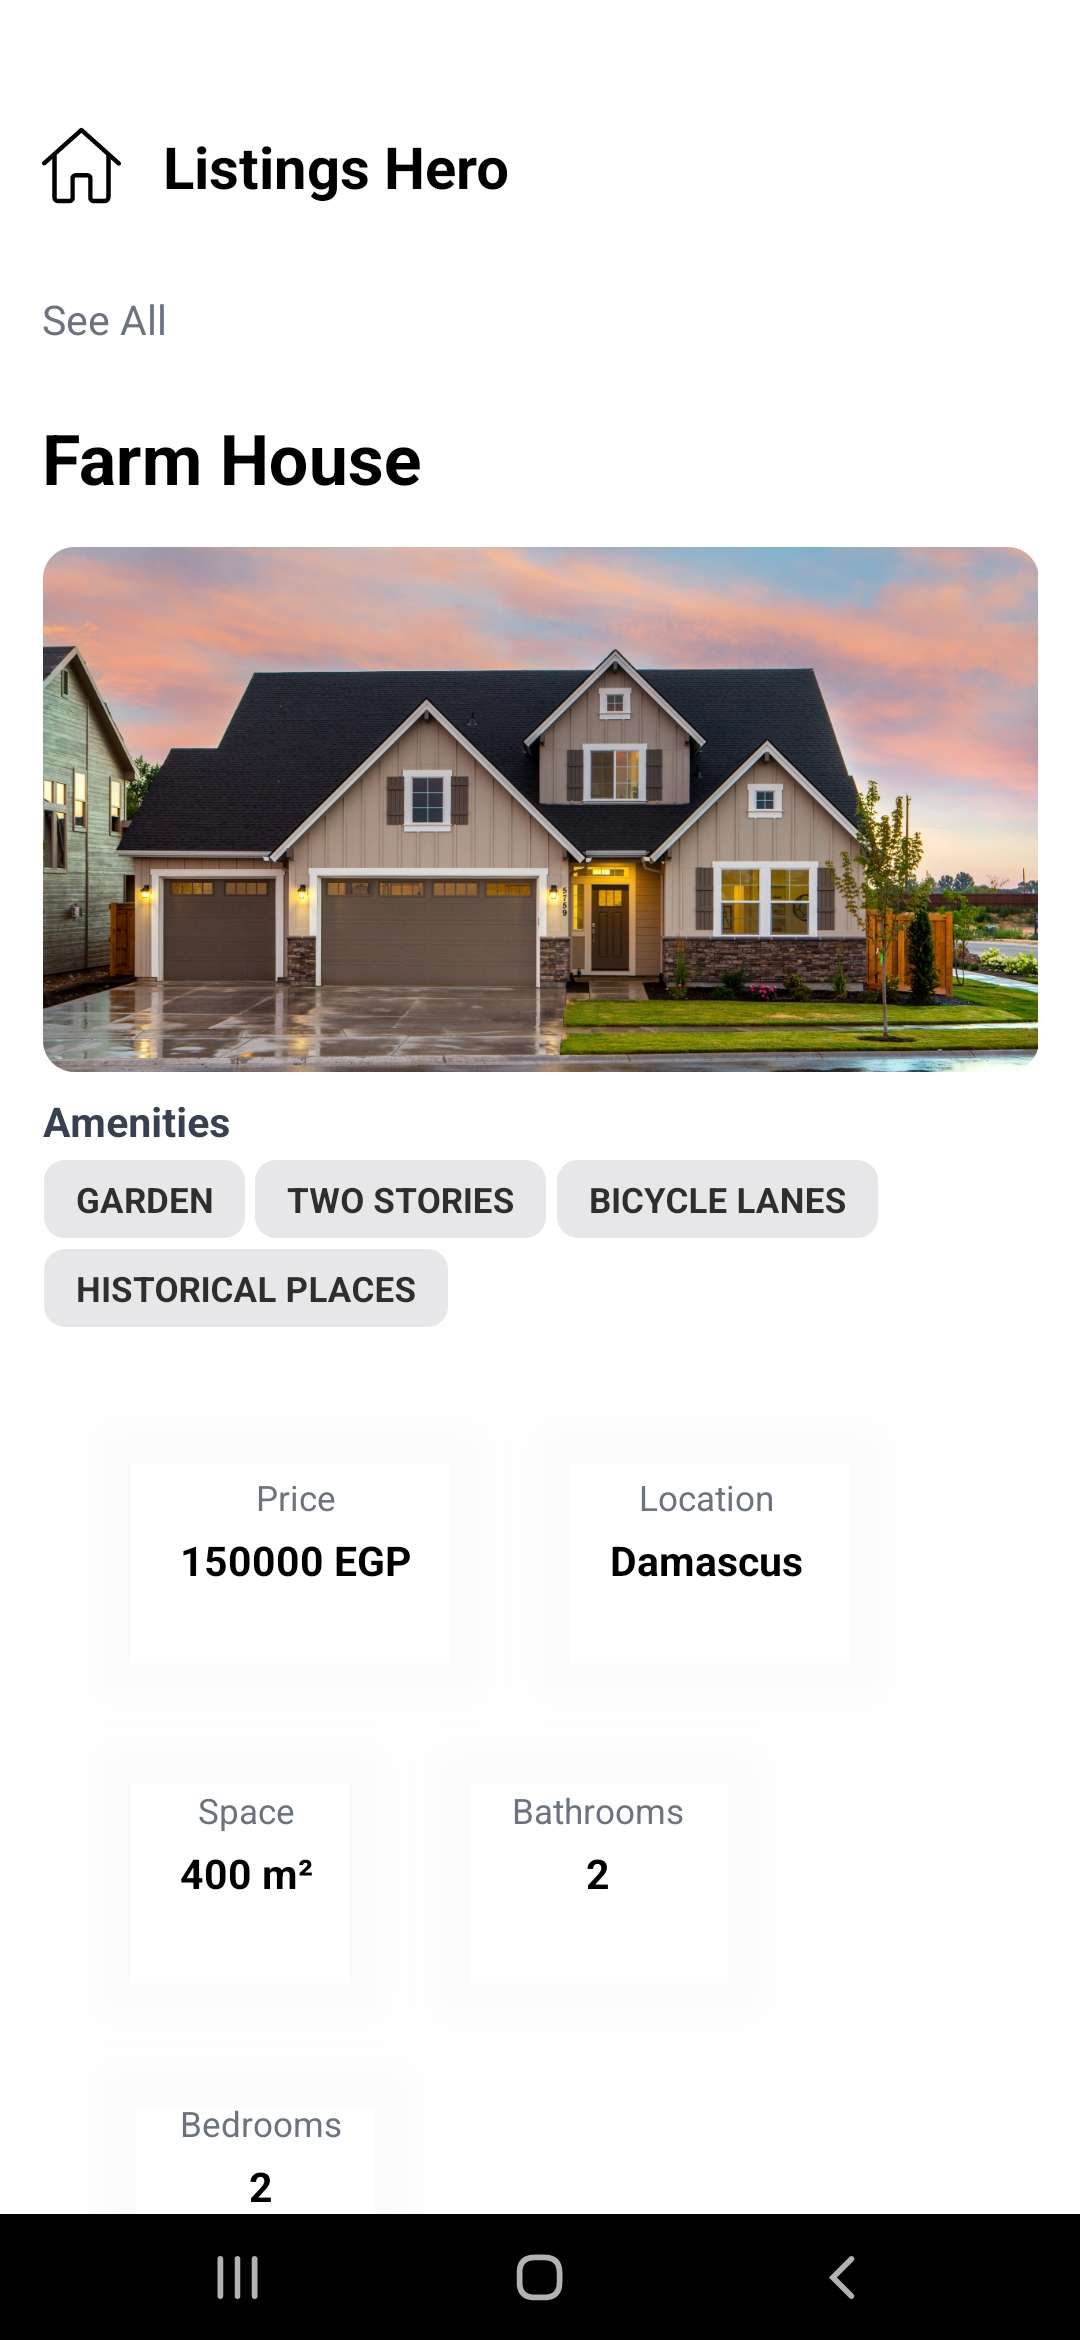 Listings Hero
See All
Farm House
5759
Amenities
GARDEN TWO STORIES BICYCLE LANES
HISTORICAL PLACES
Price Location
150000 EGP Damascus
Space Bathrooms
400 m² 2
Bedrooms
2